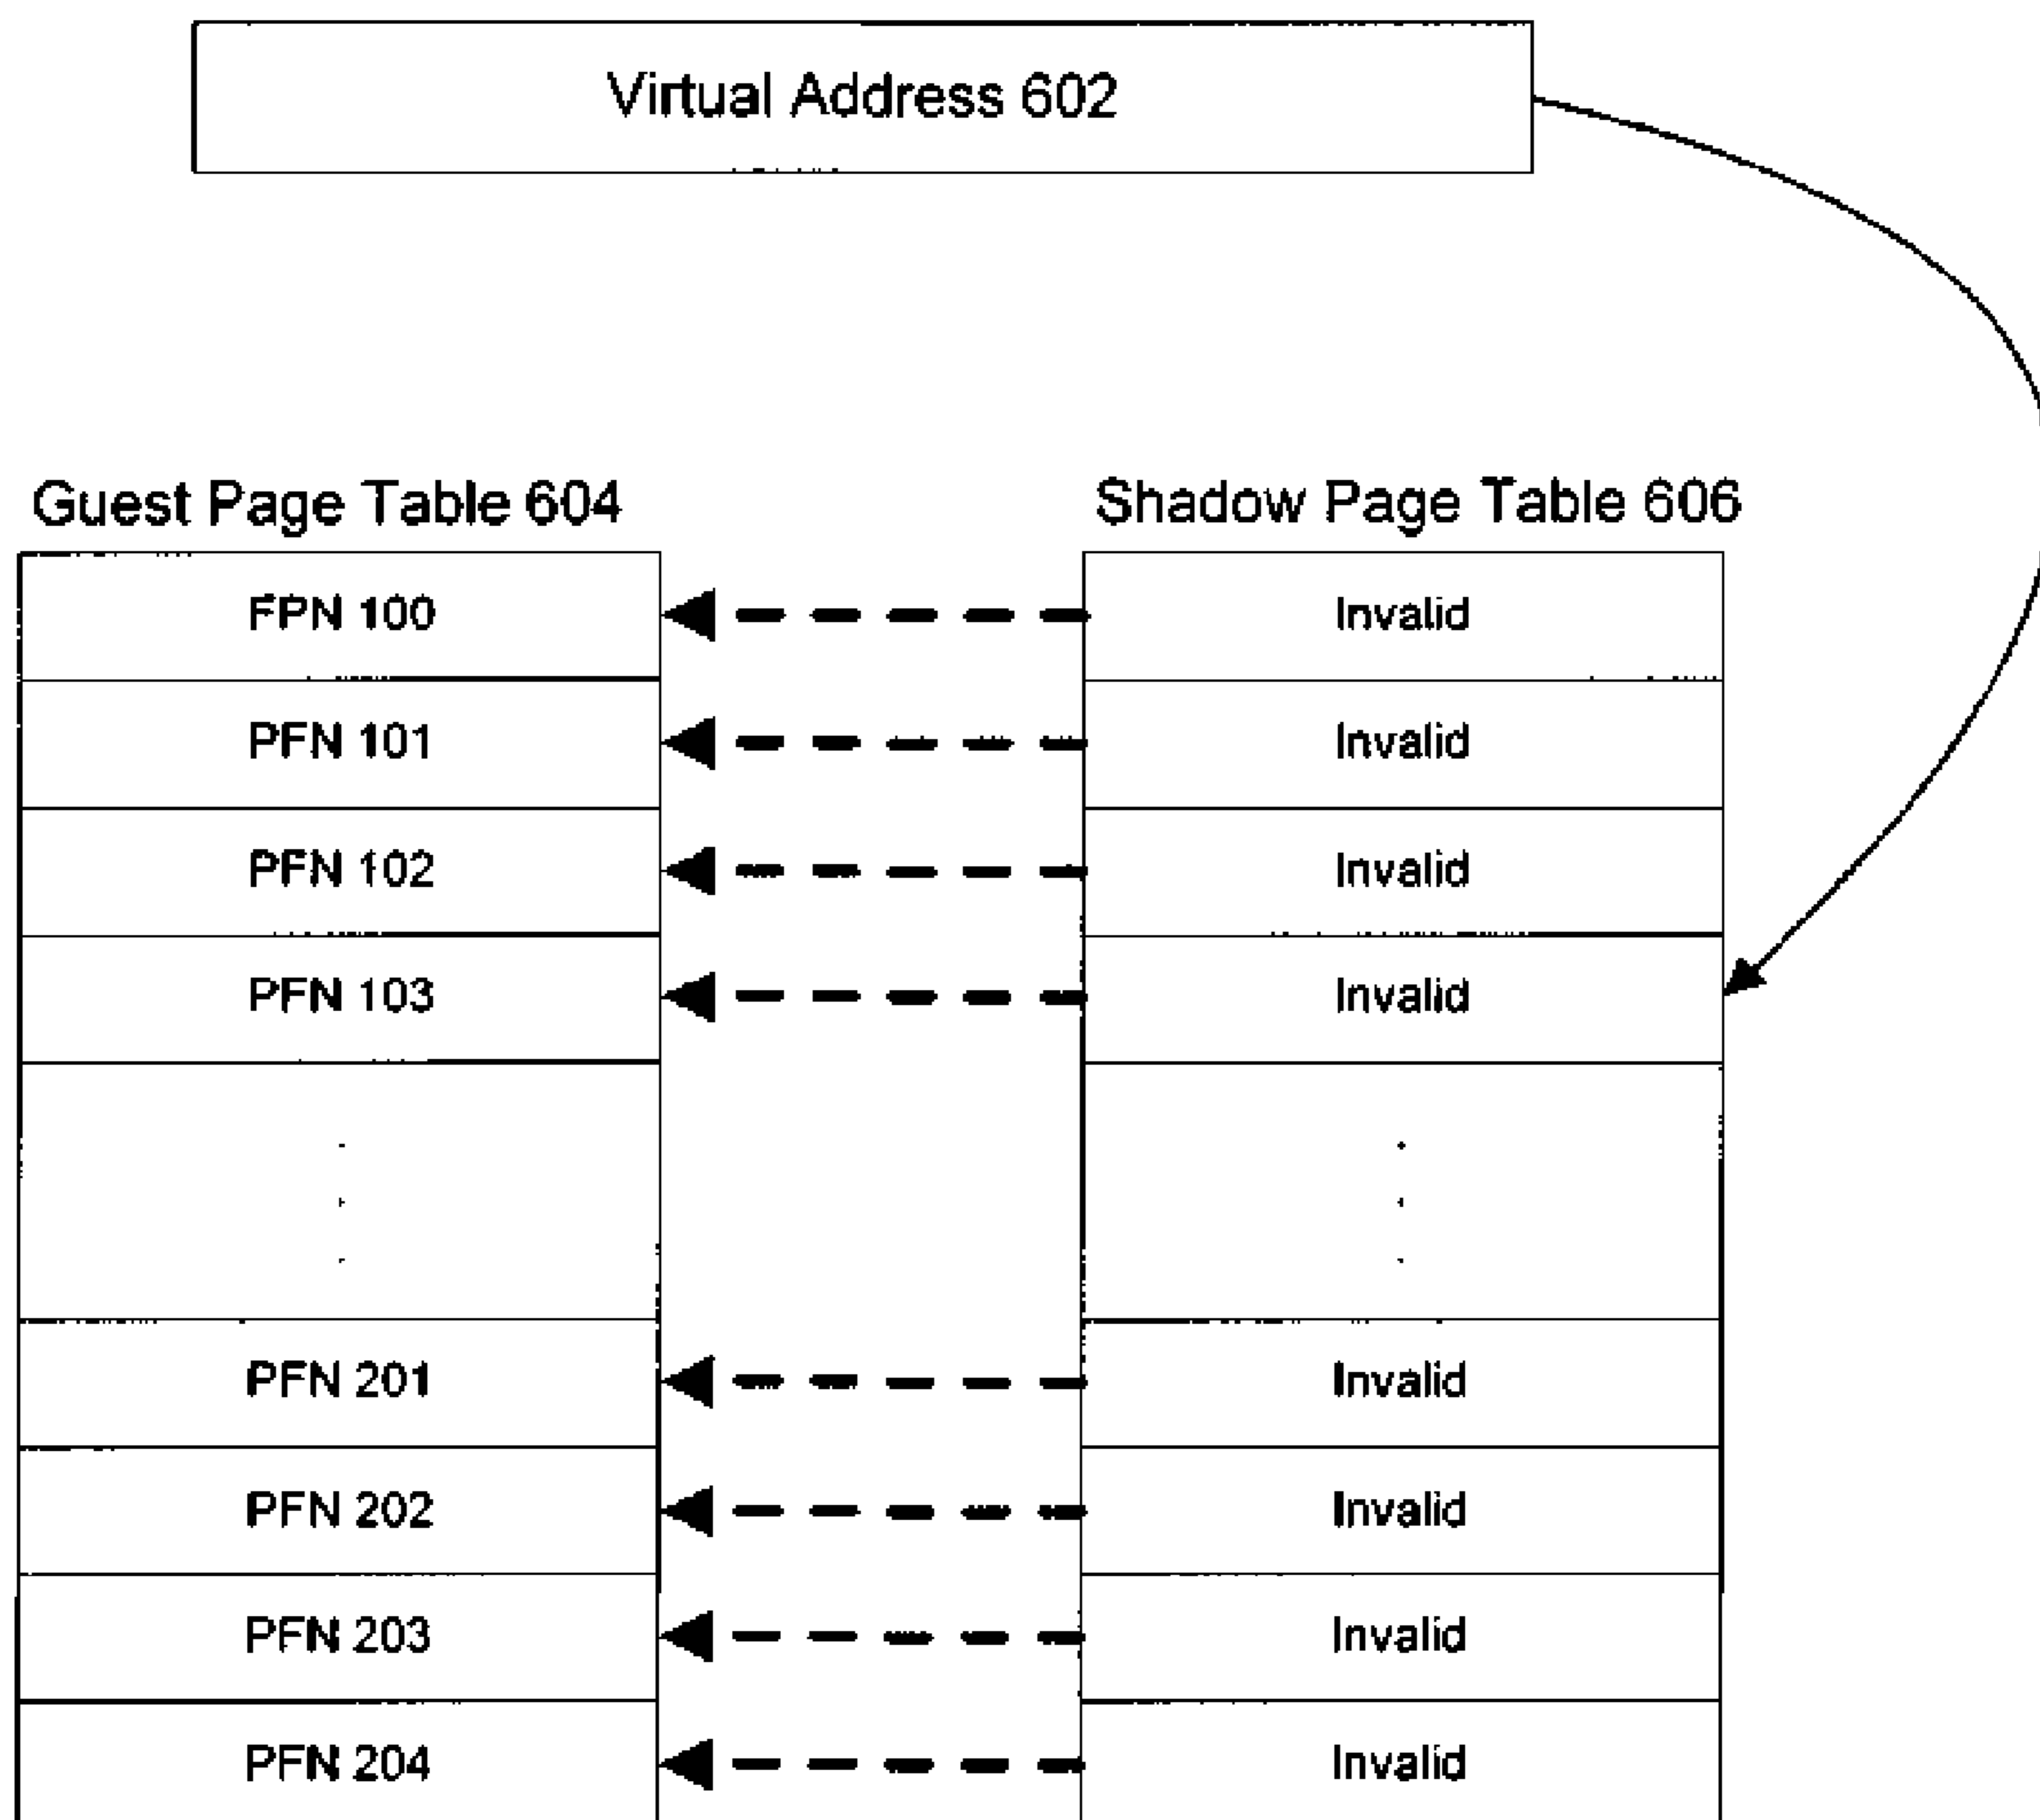 Virtual Address 602
Guest Page Table 604
Shadow Page Table 606
FPN 100
Invalid
PFN 101
Invalid
PFN 102
Invalid
PFN 103
Invalid
PFN 201
Invalid
PFN 202
Invalid
PFN 203
Invalid
PFN 204
Invalid